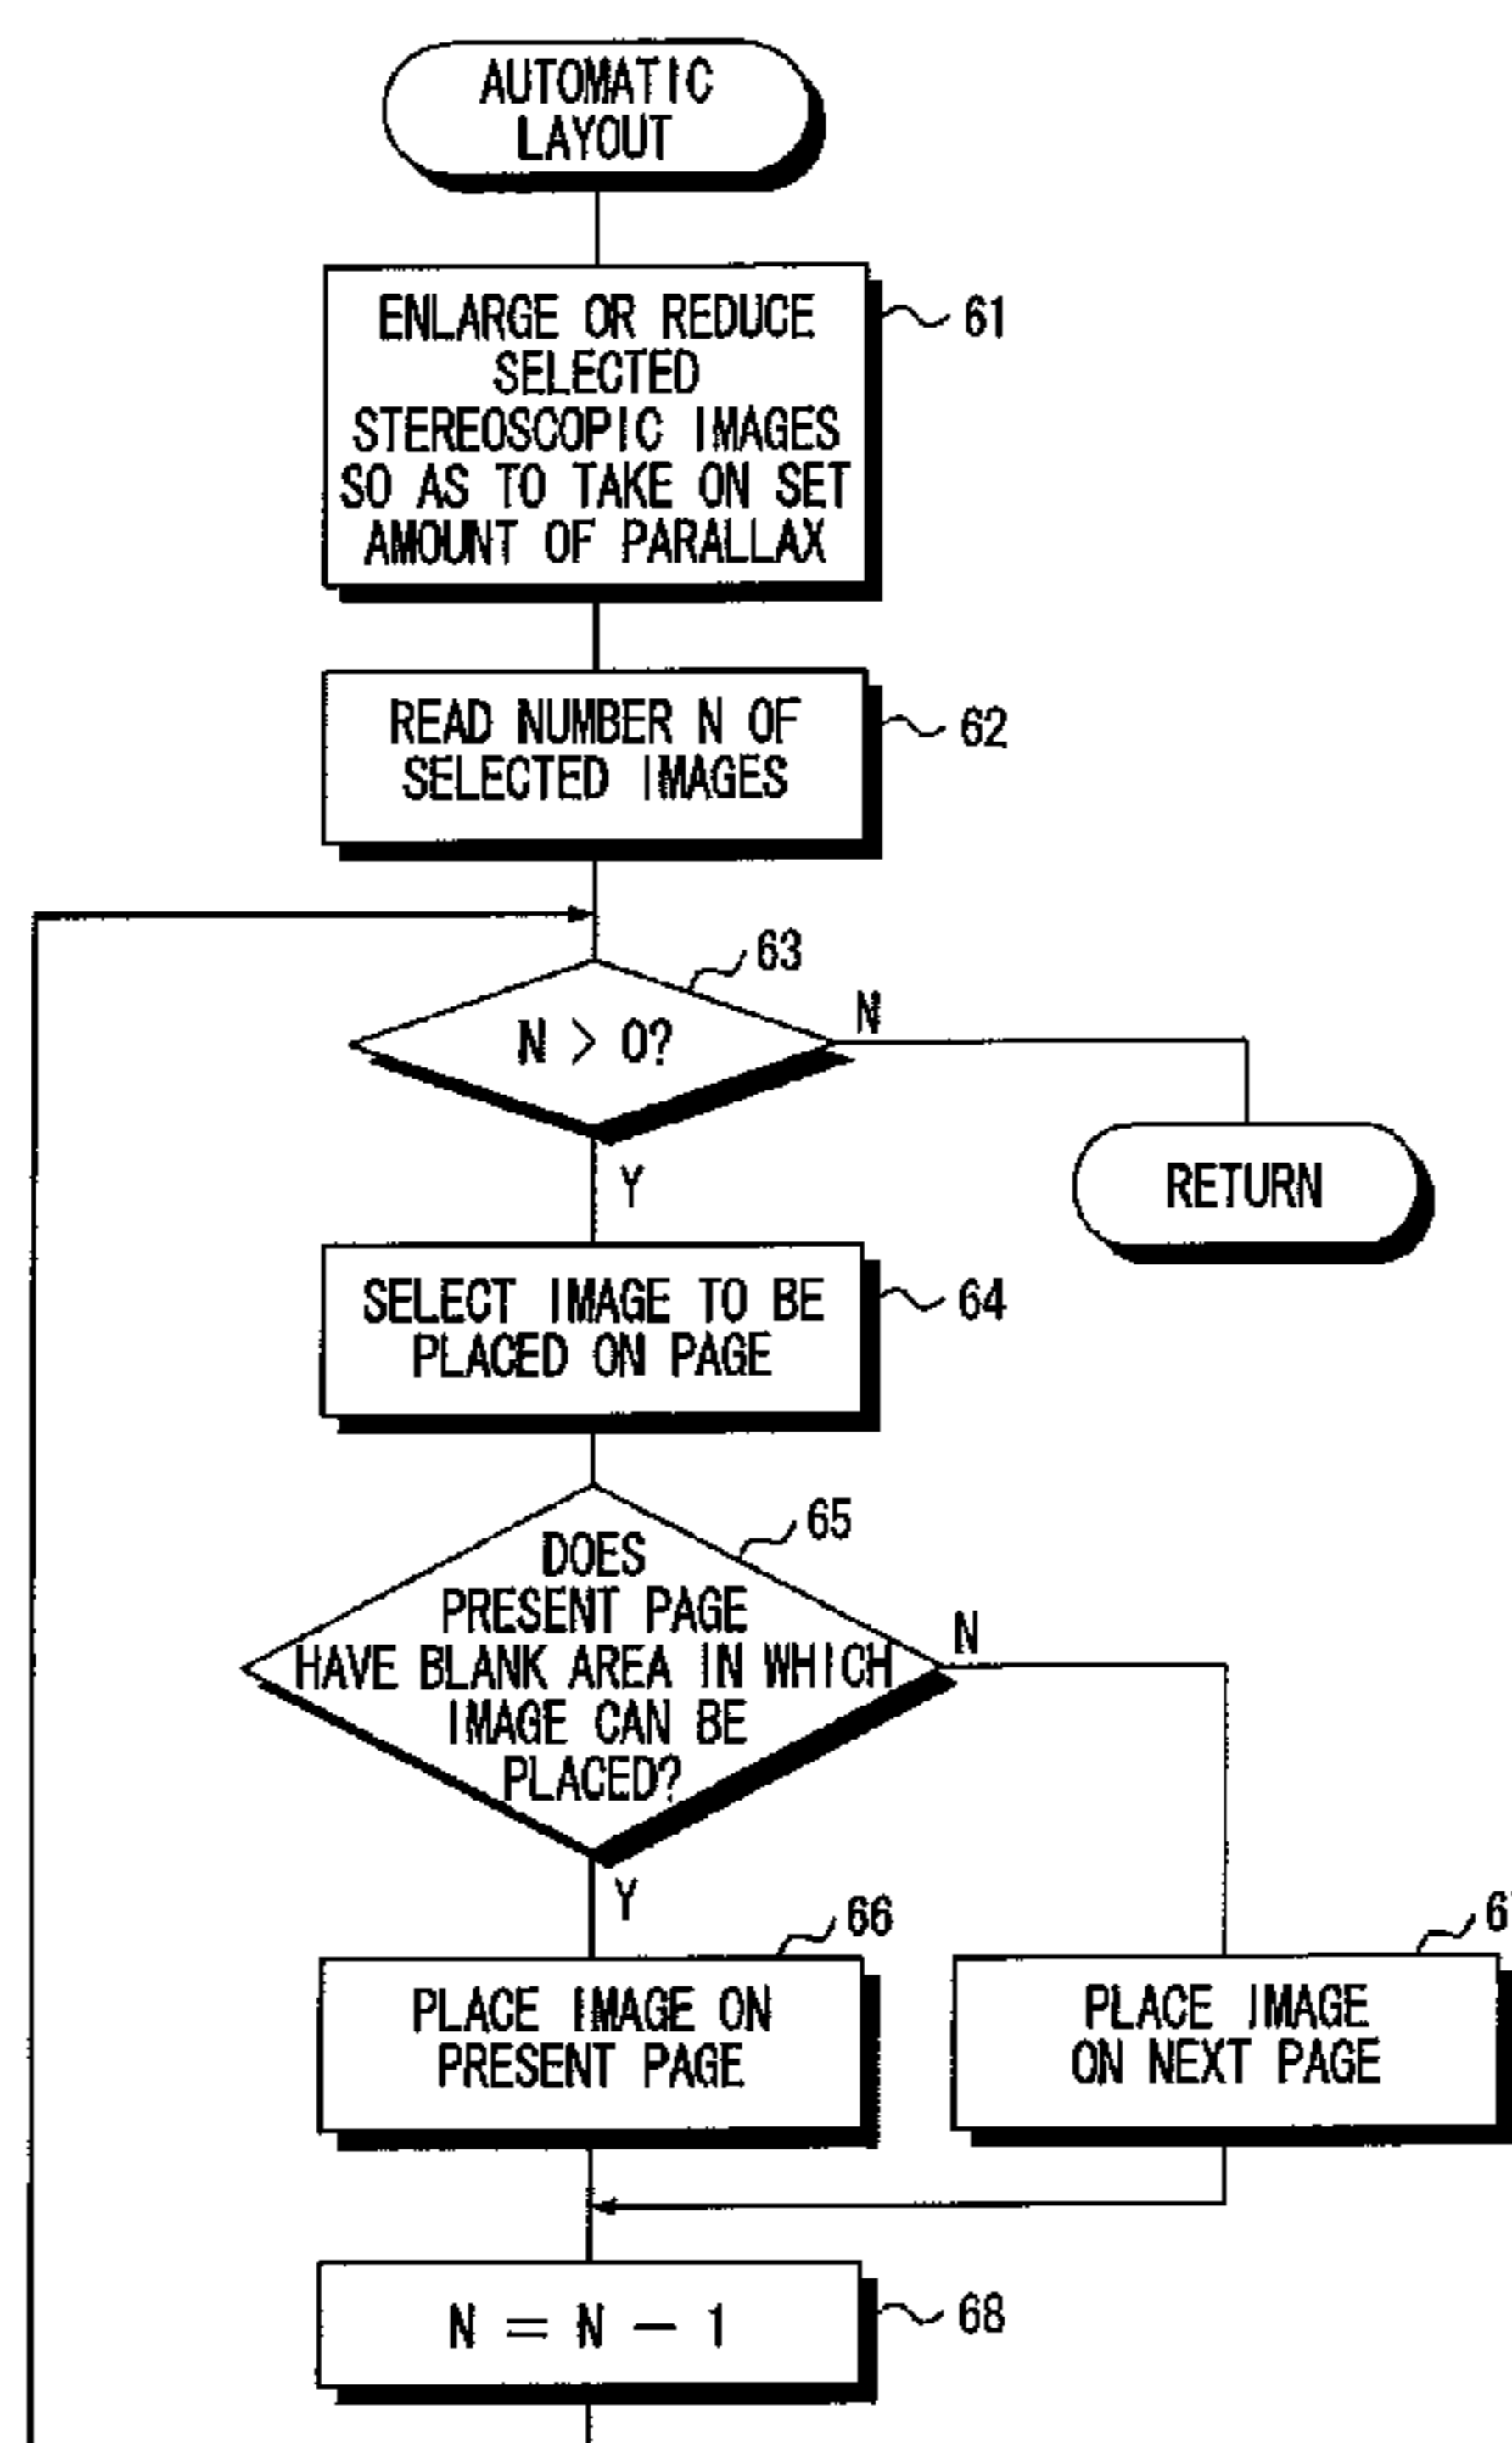 AUTOMATIC
LAYOUT
ENLARGE OR REDUCE
SELECTED
STEREOSCOPIC IMAGES
SO AS TO TAKE ON SET
AMOUNT OF PARALLAX
61
READ NUMBER N OF
SELECTED IMAGES
62
63
N > 0?
N
Y
RETURN
SELECT IMAGE TO BE
PLACED ON PAGE
64
65
DOES
PRESENT PAGE
HAVE BLANK AREA IN WHICH
IMAGE CAN BE
PLACED?
N
Y
66
PLACE IMAGE ON
PRESENT PAGE
PLACE IMAGE
ON NEXT PAGE
N = N - 1
68